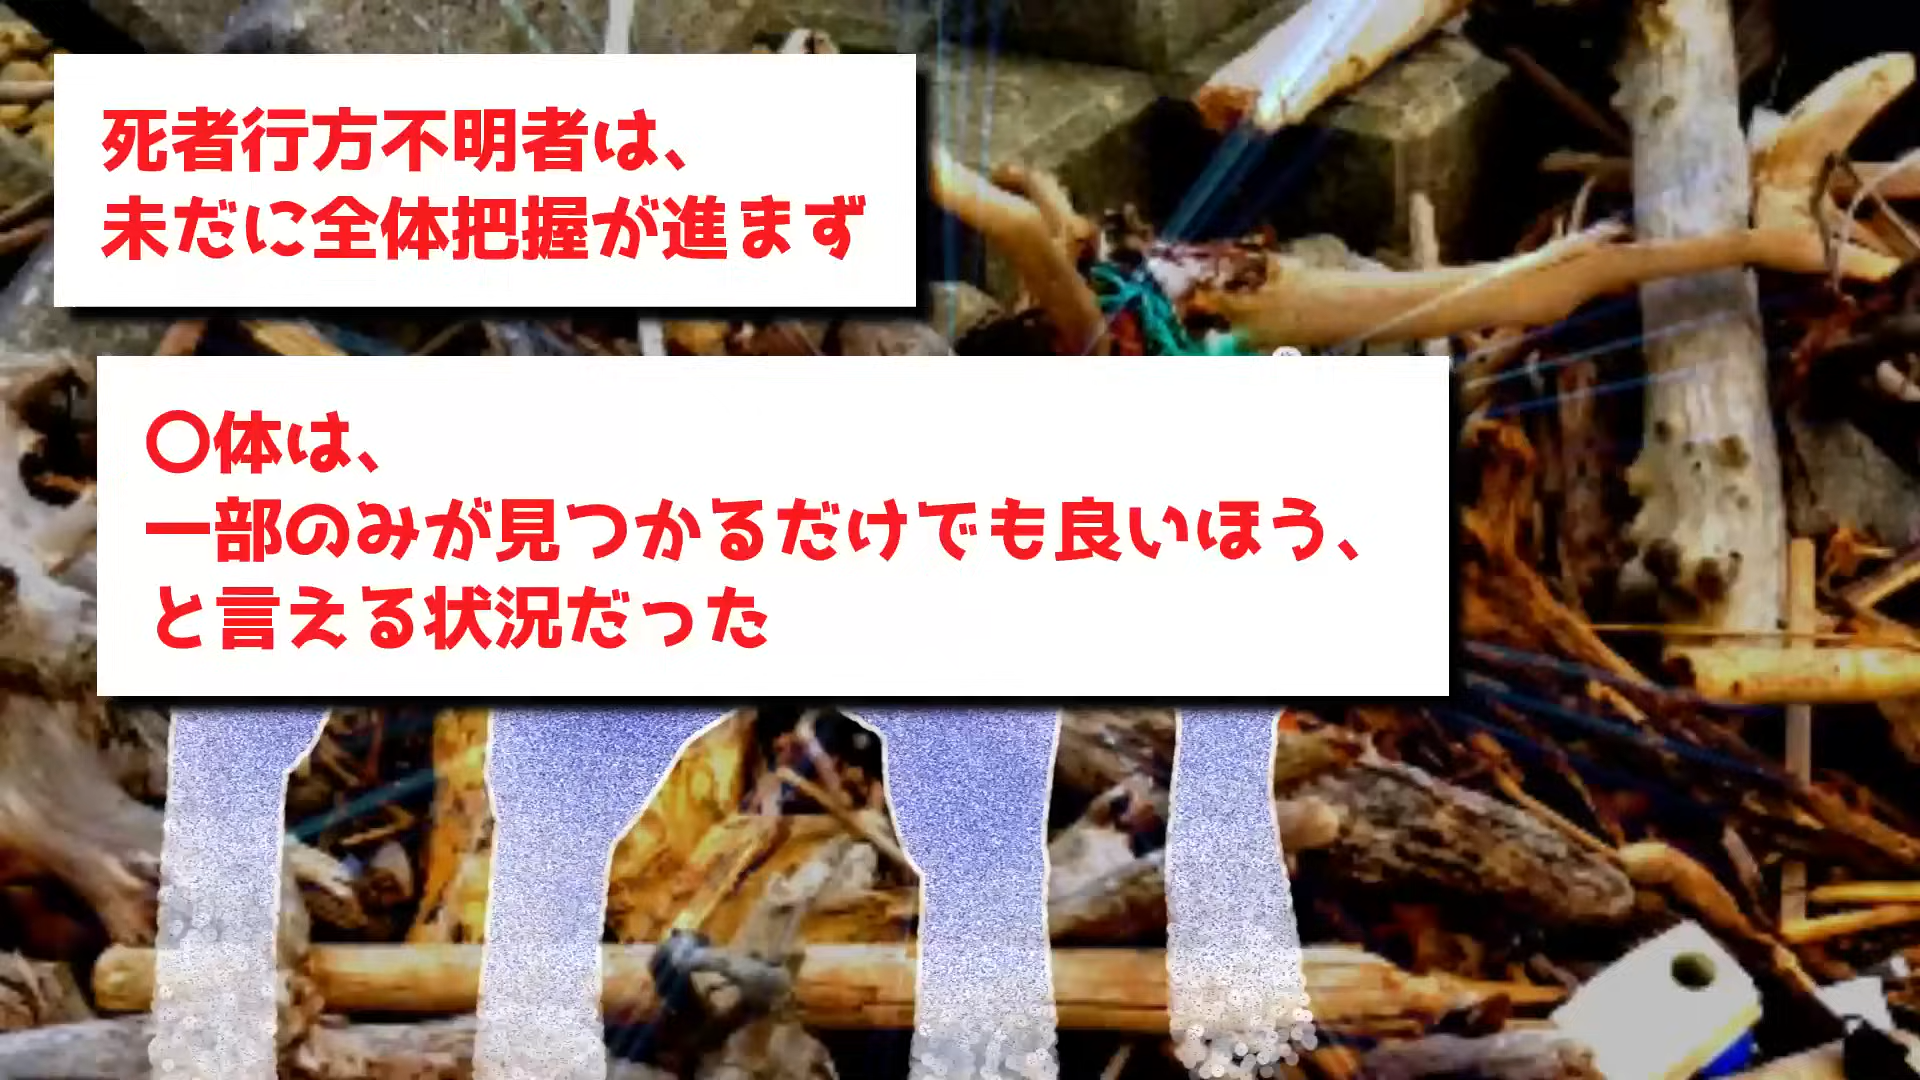 死者行方不明者は、
未だに全体把握が進まず
〇体は、
一部のみが見つかるだけでも良いほう、
と言える状況だった